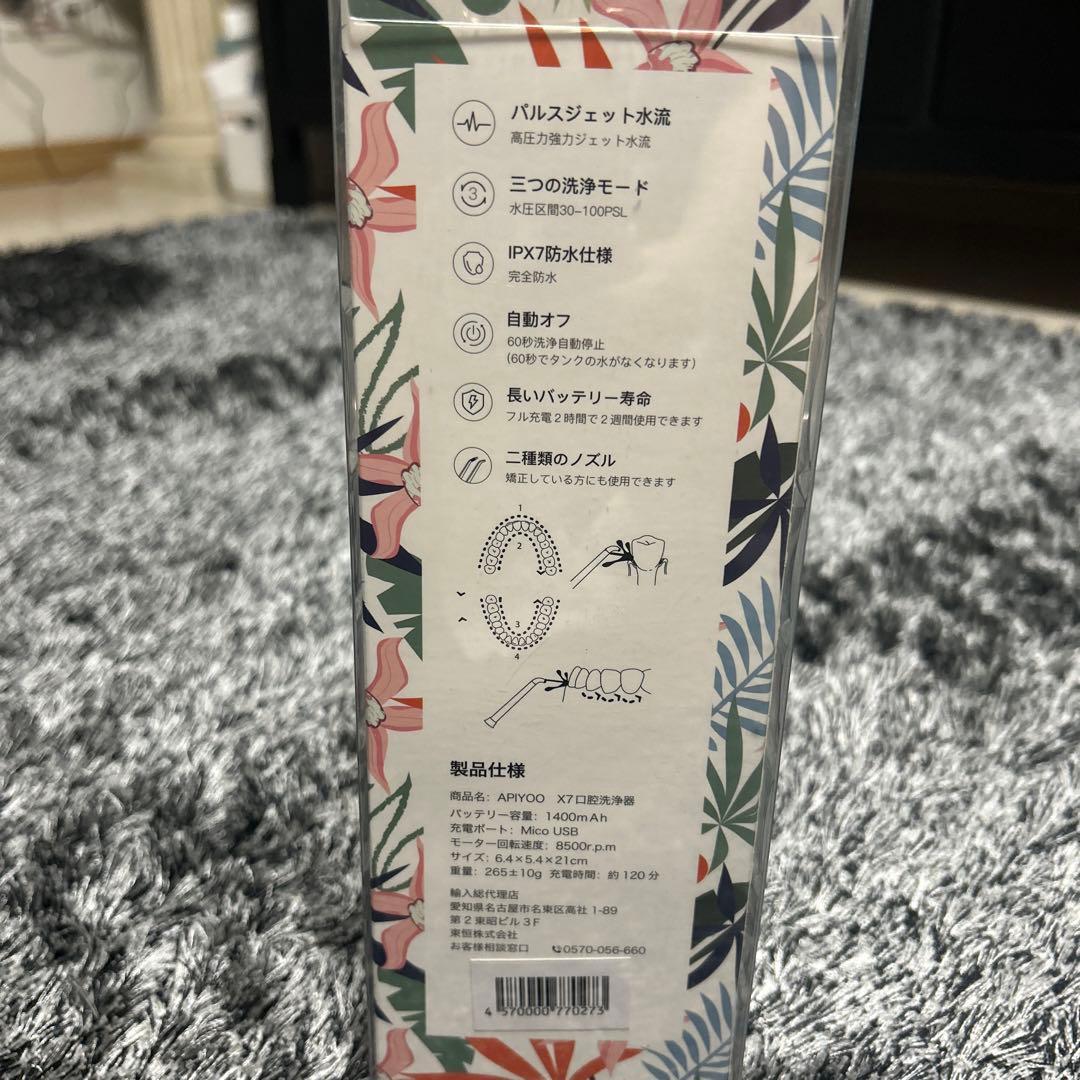 パルスジェット水流
高圧力強力ジェット水流
3
三つの洗浄モード
水圧区間30-100PSL
IPX7防水仕様
完全防水
自動オフ
60秒洗浄自動停止
(60秒でタンクの水がなくなります)
長いバッテリー寿命
フル充電2時間で2週間使用できます
二種類のノズル
矯正している方にも使用できます
1
2
3
4
製品仕様
商品名: APIYOO X7口腔洗浄器
バッテリー容量: 1400mAh
充電ポート: Mico USB
モーター回転速度: 8500r.p.m
サイズ: 6.4×5.4×21cm
重量: 265±10g 充電時間: 約120分
輸入総代理店
愛知県名古屋市名東区高社 1-89
第2東昭ビル3F
東恒株式会社
お客様相談窓口 0570-056-660
4 570000 770273